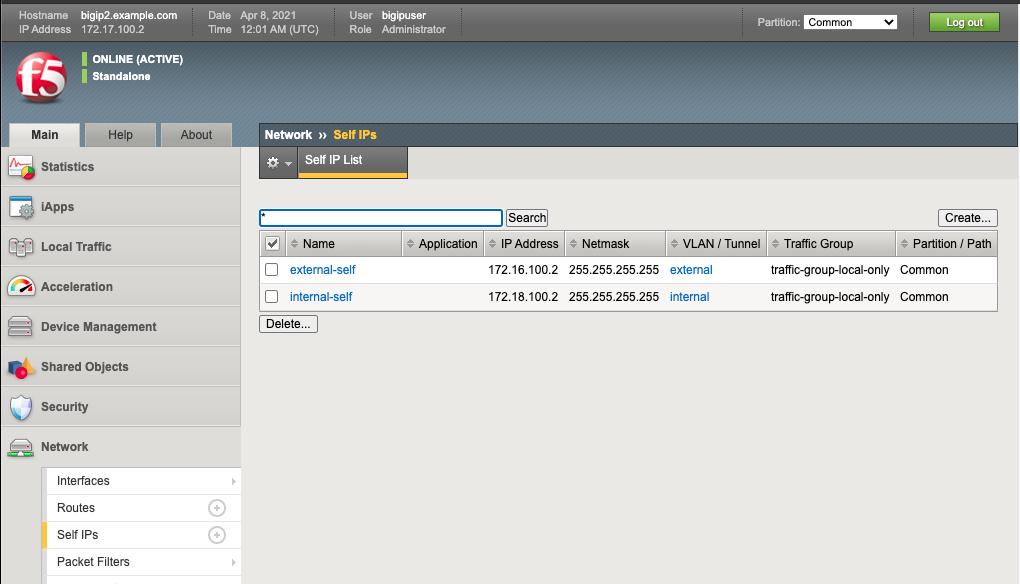 Hostname bigip2.example.com Date Apr 8, 2021 User bigipuser
IP Address 172.17.100.2 Time 12:01 AM (UTC) Role Administrator
Partition: Common Log out
f5
ONLINE (ACTIVE)
Standalone
Main Help About
Network ›› Self IPs
Self IP List
Statistics
iApps
Local Traffic
Acceleration
Device Management
Shared Objects
Security
Network
Interfaces
Routes
Self IPs
Packet Filters
* Search Create...
Name Application IP Address Netmask VLAN / Tunnel Traffic Group Partition / Path
external-self 172.16.100.2 255.255.255.255 external traffic-group-local-only Common
internal-self 172.18.100.2 255.255.255.255 internal traffic-group-local-only Common
Delete...